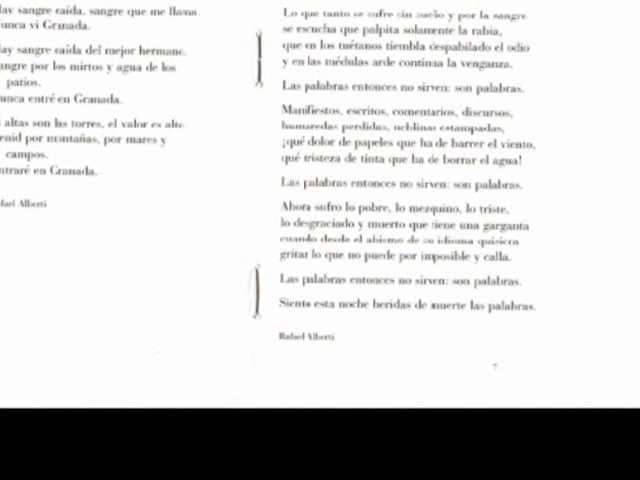 ay sangre caída, sangre que me llama.
unca vi Granada.
ay sangre caída del mejor hermano.
angre por los mirtos y agua de los
patios.
unca entré en Granada.
altas son las torres, el valor es alto.
enid por montañas, por mares y
campos.
ntraré en Granada.
fael Alberti
Lo que tanto se sufre sin sueño y por la sangre
se escucha que palpita solamente la rabia,
que en los tuétanos tiembla despabilado el odio
y en las médulas arde continua la venganza.
Las palabras entonces no sirven: son palabras.
Manifiestos, escritos, comentarios, discursos,
humaredas perdidas, neblinas estampadas,
¡qué dolor de papeles que ha de barrer el viento,
qué tristeza de tinta que ha de borrar el agua!
Las palabras entonces no sirven: son palabras.
Ahora sufro lo pobre, lo mezquino, lo triste,
lo desgraciado y muerto que tiene una garganta
cuando desde el abismo de su idioma quisiera
gritar lo que no puede por imposible y calla.
Las palabras entonces no sirven: son palabras.
Siento esta noche heridas de muerte las palabras.
Rafael Alberti
7